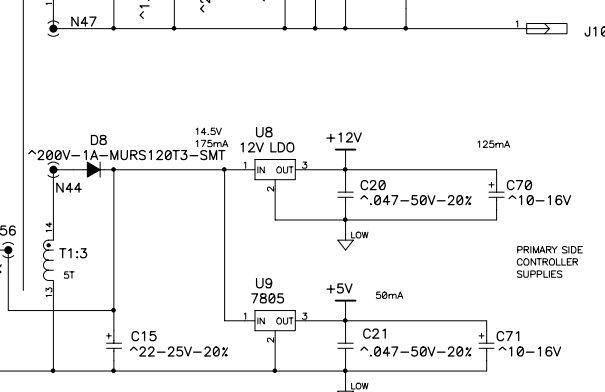 N47
1
J10
D8
^200V-1A-MURS120T3-SMT
14.5V
175mA
U8
12V LDO
1 IN OUT 3
2
+12V
125mA
N44
C20
^.047-50V-20%
+ C70
^10-16V
LOW
56
14
T1:3
5T
13
PRIMARY SIDE
CONTROLLER
SUPPLIES
U9
7805
1 IN OUT 3
2
+5V
50mA
+ C15
^22-25V-20%
C21
^.047-50V-20%
+ C71
^10-16V
LOW